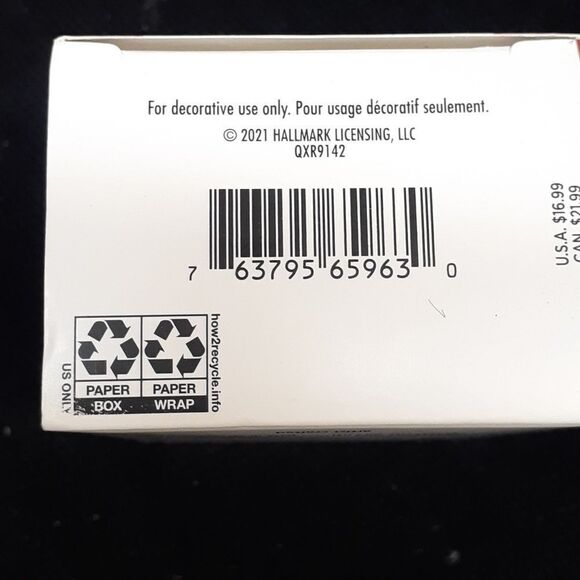 For decorative use only. Pour usage décoratif seulement.
© 2021 HALLMARK LICENSING, LLC
QXR9142
7 63795 65963 0
U.S.A. $16.99
CAN. $21.99
how2recycle.info
US ONLY
PAPER PAPER
BOX WRAP